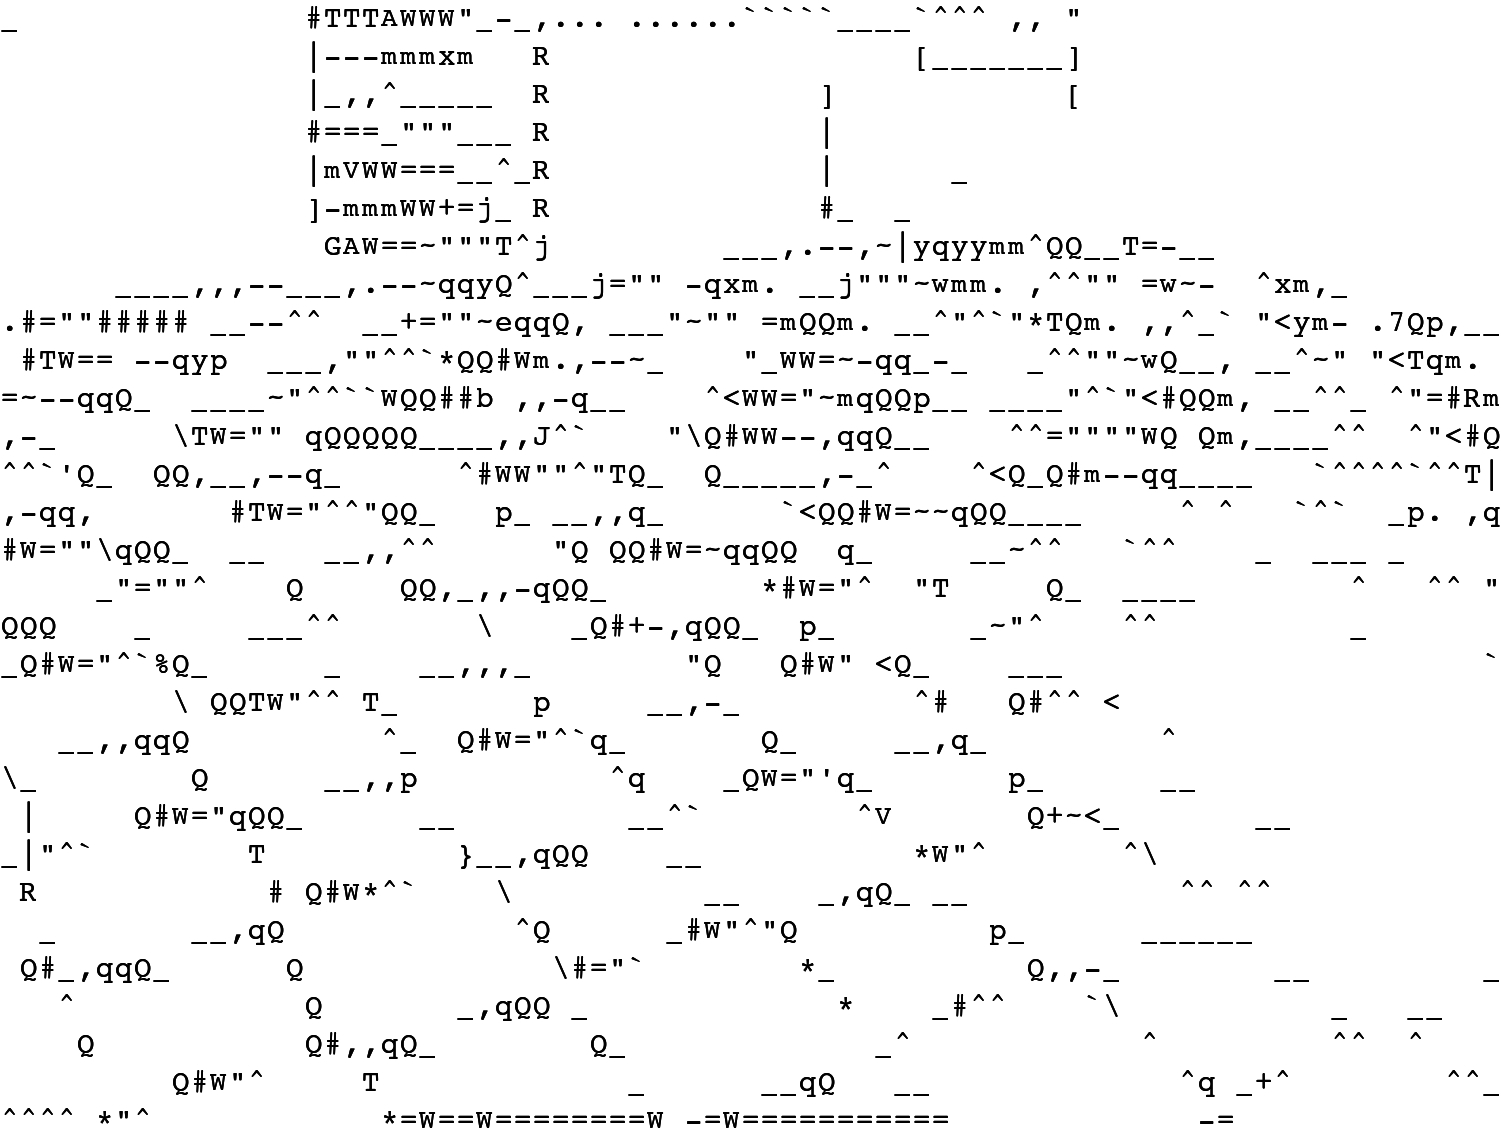 _ #TTTAWWW"_-_,... ......`````____`^^^ ,, "
|---mmmxm R [_______]
|_,,^_____ R ] [
#===_"""___ R |
|mVWW===__^_R | _
]-mmmWW+=j_ R #_ _
GAW==~"""T^j ___,.--,~|yqyymm^QQ__T=-__
____,,,--___,.--~qqyQ^___j="" -qxm. __j"""~wmm. ,^^"" =w~- ^xm,_
.#=""##### __--^^ __+=""~eqqQ, ___"~"" =mQQm. __^"^`"*TQm. ,,^_` "<ym- .7Qp,__
#TW== --qyp ___,""^^`*QQ#Wm.,--~_ "_WW=~-qq_-_ _^^""~wQ__, __^~" "<Tqm.
=~--qqQ_ ____~"^^``WQQ##b ,,-q__ ^<WW="~mqQQp__ ____"^`"<#QQm, __^^_ ^"=#Rm
,-_ \TW="" qQQQQQ____,,J^` "\Q#WW--,qqQ__ ^^=""""WQ Qm,____^^ ^"<#Q
^^`'Q_ QQ,__,--q_ ^#WW""^"TQ_ Q_____,-_^ ^<Q_Q#m--qq____ `^^^^`^^T|
,-qq, #TW="^^"QQ_ p_ __,,q_ `<QQ#W=~~qQQ____ ^ ^ `^` _p. ,q
#W=""\qQQ_ __ __,,^^ "Q QQ#W=~qqQQ q_ __~^^ `^^ _ ___ _
_"=""^ Q QQ,_,,-qQQ_ *#W="^ "T Q_ ____ ^ ^^ "
QQQ _ ___^^ \ _Q#+-,qQQ_ p_ _~"^ ^^ _
_Q#W="^`%Q_ _ __,,,_ "Q Q#W" <Q_ ___ `
\ QQTW"^^ T_ p __,-_ ^# Q#^^ <
__,,qqQ ^_ Q#W="^`q_ Q_ __,q_ ^
\_ Q __,,p ^q _QW="'q_ p_ __
| Q#W="qQQ_ __ __^` ^V Q+~<_ __
_|"^` T }__,qQQ __ *W"^ ^\
R # Q#W*^` \ __ _,qQ_ __ ^^ ^^
_ __,qQ ^Q _#W"^"Q p_ ______
Q#_,qqQ_ Q \#="` *_ Q,,-_ __ _
^ Q _,qQQ _ * _#^^ `\ _ __
Q Q#,,qQ_ Q_ _^ ^ ^^ ^
Q#W"^ T _ __qQ __ ^q _+^ ^^_
^^^^ *"^ *=W==W========W -=W=========== -=